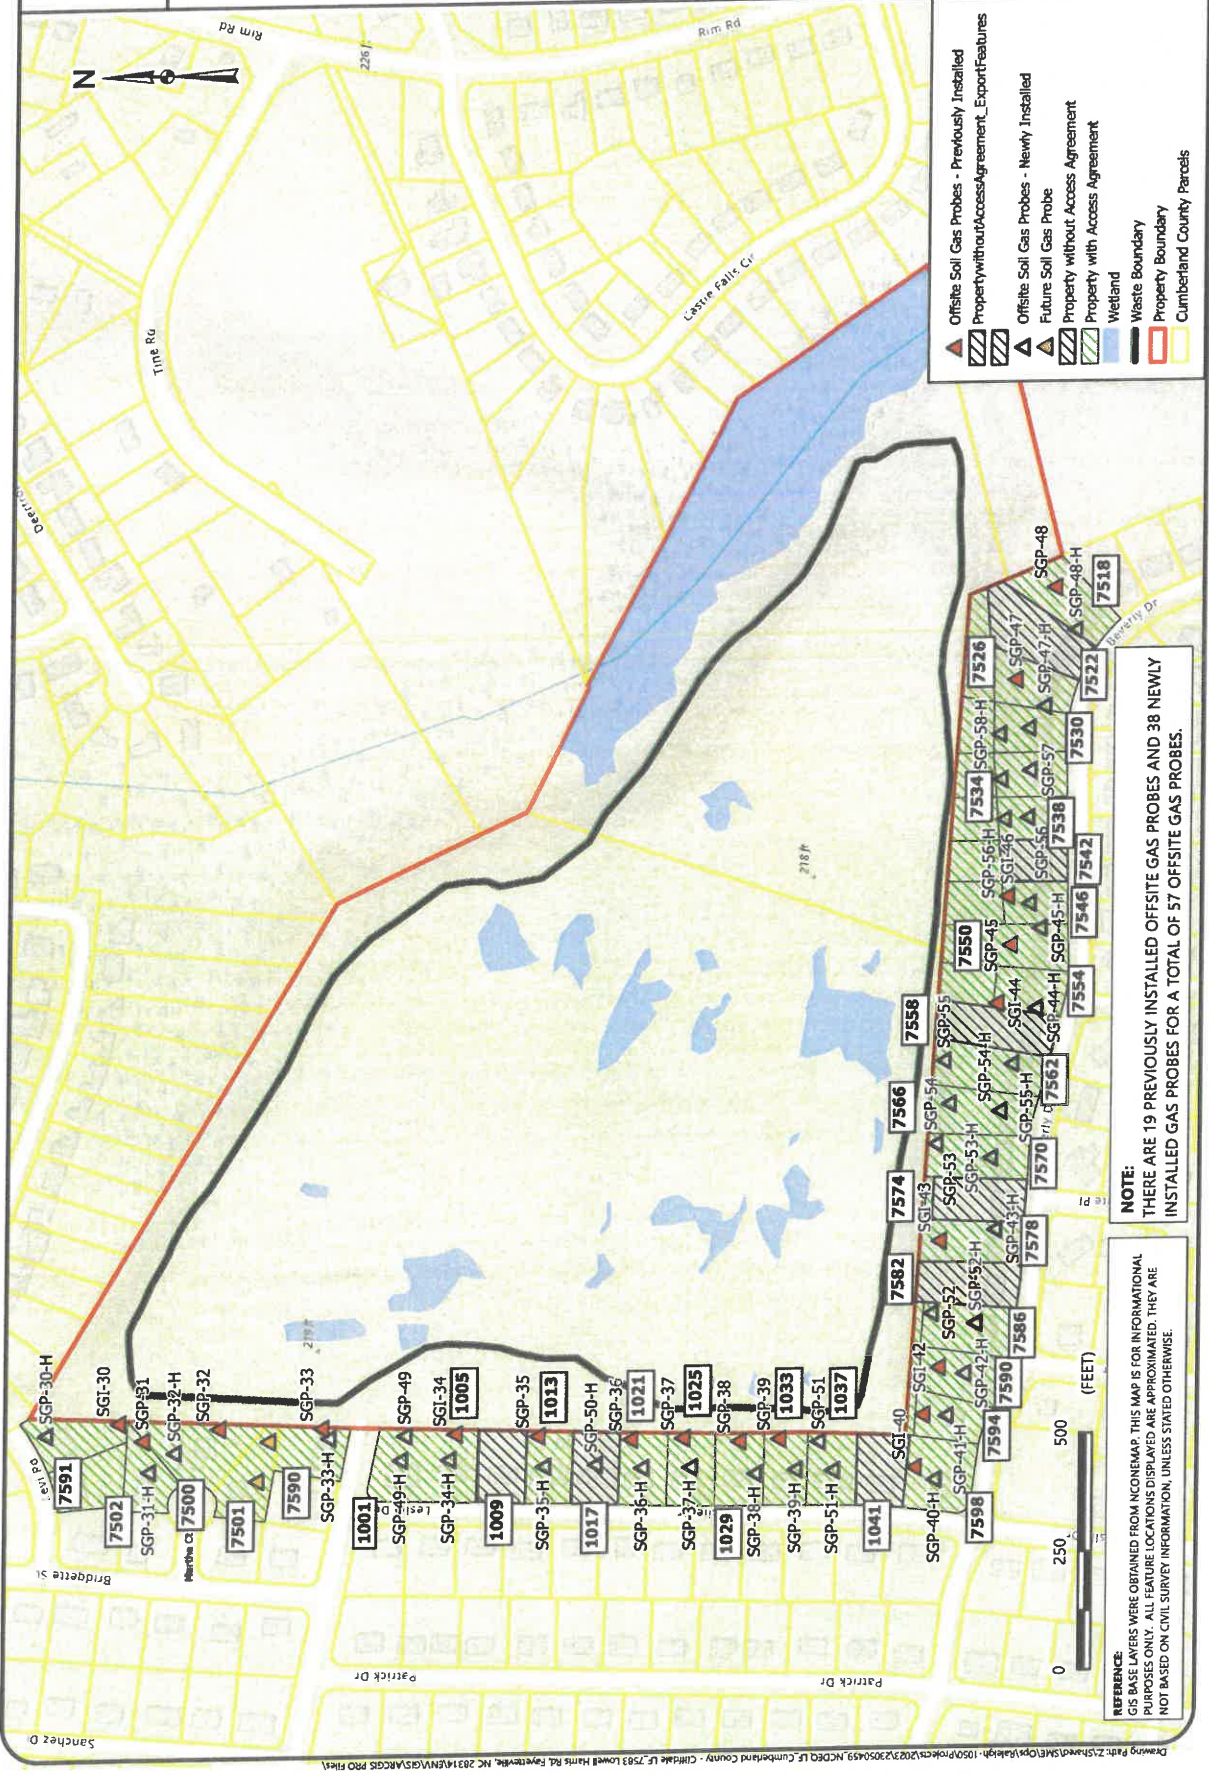 N
Rim Rd
Rim Rd
226 ft
Tine Rd
Castle Falls Cir
218 ft
219 ft
Bridgette St
Martha Ct
Patrick Dr
Patrick Dr
Sanchez D
Levi Rd
Beverly Dr
SGP-30-H
SGI-30
SGP-31
SGP-32-H
SGP-32
SGP-33
SGP-49
SGI-34
1005
SGP-35
1013
SGP-50-H
SGP-36
1021
SGP-37
1025
SGP-38
SGP-39
1033
SGP-51
1037
7591
7502
SGP-31-H
7500
7501
7590
SGP-33-H
1001
SGP-49-H
SGP-34-H
1009
SGP-35-H
1017
SGP-36-H
SGP-37-H
1029
SGP-38-H
SGP-39-H
SGP-51-H
1041
SGP-40-H
7598
SGI-40
SGP-41-H
7594
SGI-42
SGP-42-H
7590
SGP-52
7586
7582
SGP-52-H
SGI-43
SGP-43-H
7578
7574
SGP-53
SGP-53-H
7570
7566
SGP-54
SGP-54-H
SGP-55-H
7562
7558
SGP-55
SGI-44
SGP-44-H
7554
7550
SGP-45
SGP-45-H
7546
SGP-56-H
SGI-46
SGP-56
7542
7538
7534
SGP-58-H
SGP-57
7530
7526
SGP-47
SGP-47-H
7522
SGP-48
SGP-48-H
7518
Offsite Soil Gas Probes - Previously Installed
PropertywithoutAccessAgreement_ExportFeatures
Offsite Soil Gas Probes - Newly Installed
Future Soil Gas Probe
Property without Access Agreement
Property with Access Agreement
Wetland
Waste Boundary
Property Boundary
Cumberland County Parcels
NOTE:
THERE ARE 19 PREVIOUSLY INSTALLED OFFSITE GAS PROBES AND 38 NEWLY
INSTALLED GAS PROBES FOR A TOTAL OF 57 OFFSITE GAS PROBES.
0 250 500
(FEET)
REFERENCE:
GIS BASE LAYERS WERE OBTAINED FROM NCONEMAP. THIS MAP IS FOR INFORMATIONAL
PURPOSES ONLY. ALL FEATURE LOCATIONS DISPLAYED ARE APPROXIMATED. THEY ARE
NOT BASED ON CIVIL SURVEY INFORMATION, UNLESS STATED OTHERWISE.
Drawing Path: Z:\Shared\SME\Ops\Raleigh - 1050\Projects\2023\23050459_NCDEQ LF_Cumberland County - Cliffdale LF_7583 Lowell Harris Rd, Fayetteville, NC 28314\ENV\GIS\ARCGIS PRO Files\